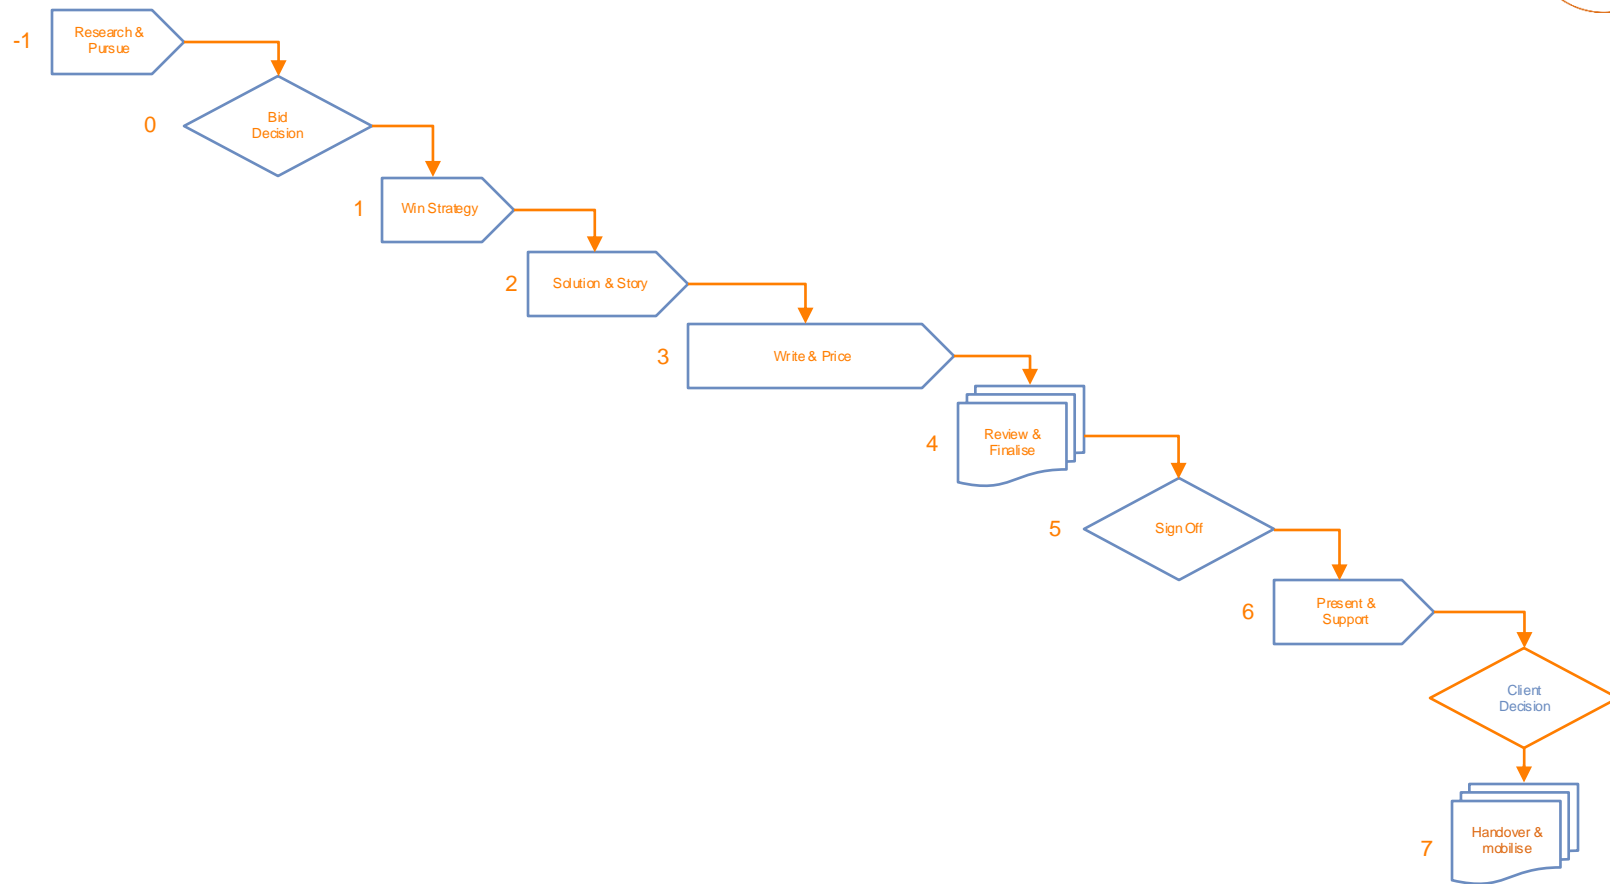 -1
Research &
Pursue
0
Bid
Decision
1
Win Strategy
2
Solution & Story
3
Write & Price
4
Review &
Finalise
5
Sign Off
6
Present &
Support
Client
Decision
7
Handover &
mobilise